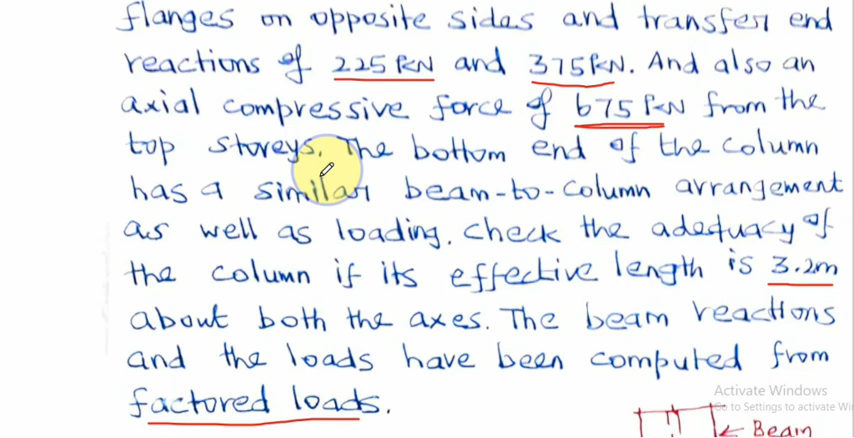 flanges on opposite sides and transfer end
reactions of 225 kN and 375 kN. And also an
axial compressive force of 675 kN from the
top storeys. The bottom end of the column
has a similar beam-to-column arrangement
as well as loading. Check the adequacy of
the column if its effective length is 3.2m
about both the axes. The beam reactions
and the loads have been computed from
factored loads.
Activate Windows
Go to Settings to activate Wi
Beam